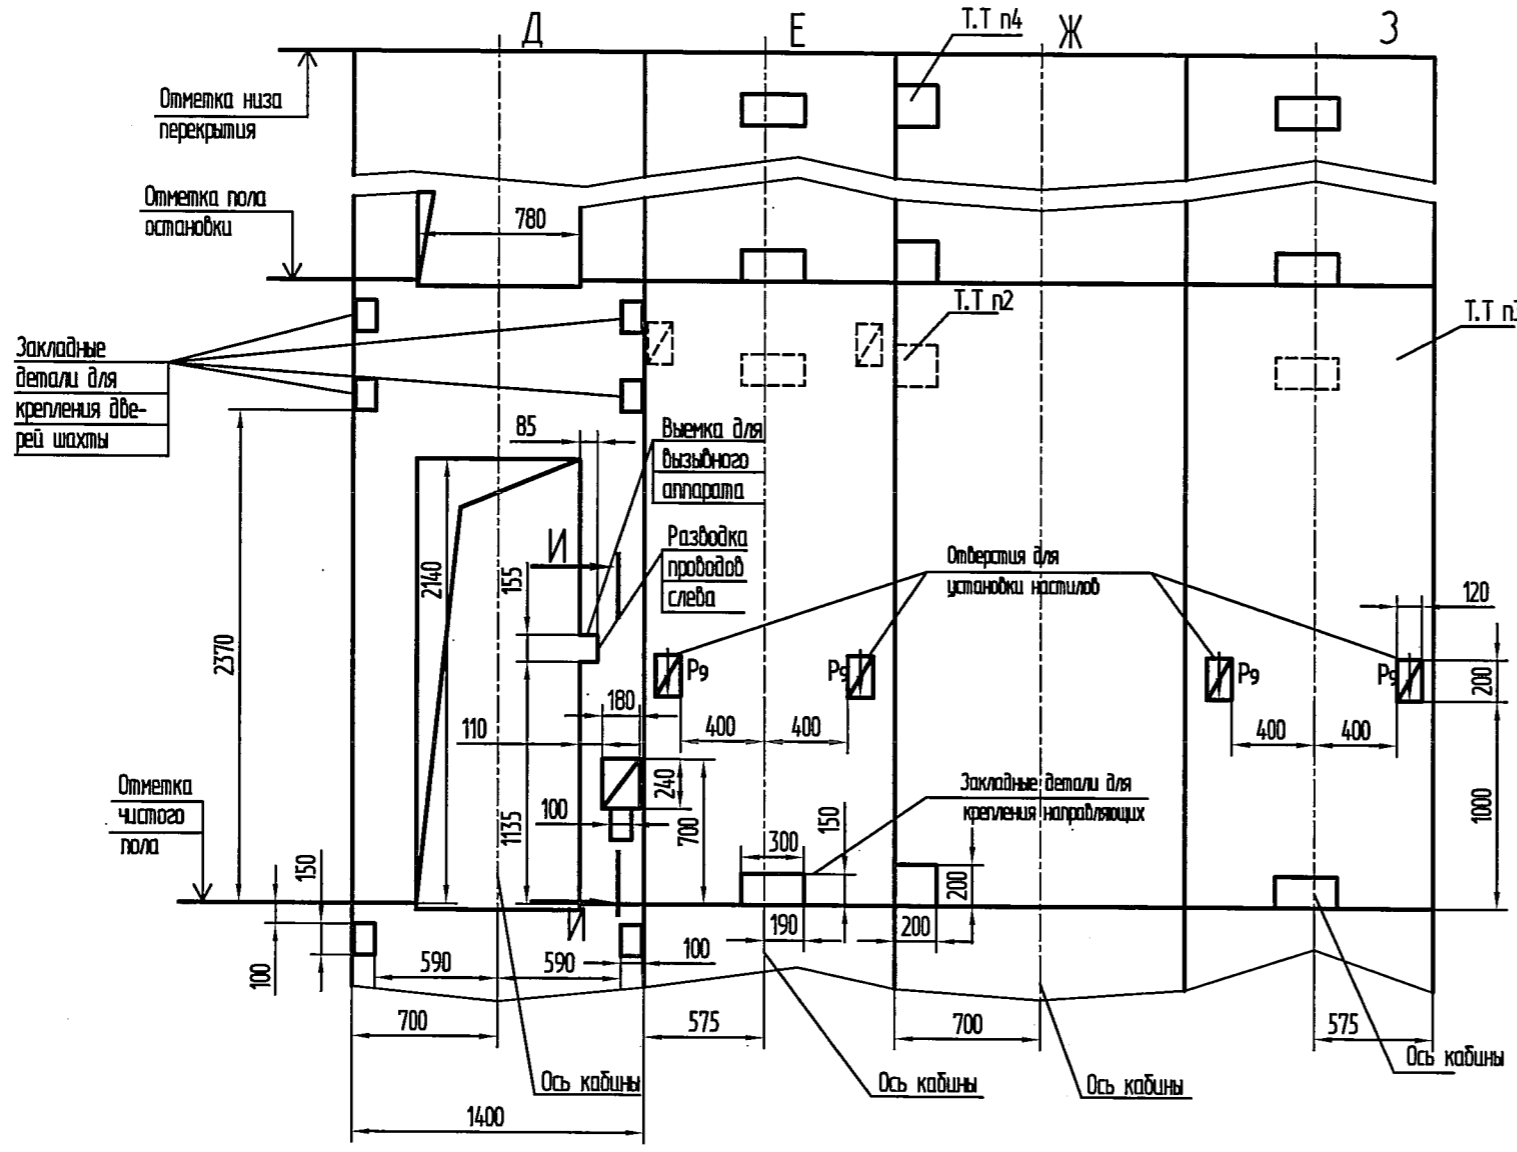 Д
Е
Ж
З
Т.Т п4
Отметка низа
перекрытия
Отметка пола
остановки
780
Т.Т п2
Т.Т п3
Закладные
детали для
крепления две-
рей шахты
85
Выемка для
вызывного
аппарата
И
Разводка
проводов
слева
Отверстия для
установки настилов
2140
155
120
2370
Р9
Р9
Р9
Р9
200
180
110
400
400
400
400
Отметка
чистого
пола
240
700
100
1135
Закладные детали для
крепления направляющих
1000
150
300
150
200
И
190
200
100
590
590
100
700
575
700
575
Ось кабины
Ось кабины
Ось кабины
Ось кабины
1400